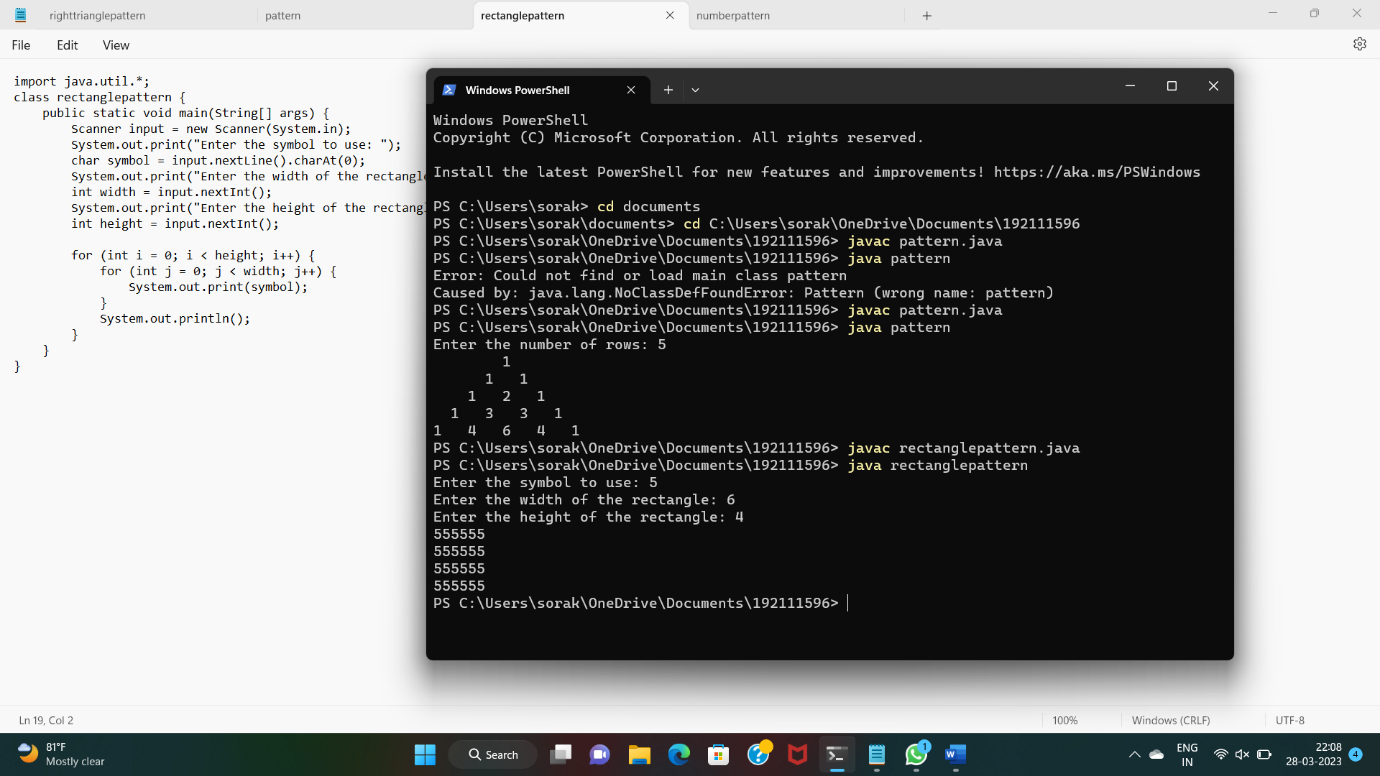 righttrianglepattern pattern rectanglepattern numberpattern
File Edit View
import java.util.*;
class rectanglepattern {
    public static void main(String[] args) {
        Scanner input = new Scanner(System.in);
        System.out.print("Enter the symbol to use: ");
        char symbol = input.nextLine().charAt(0);
        System.out.print("Enter the width of the rectangle
        int width = input.nextInt();
        System.out.print("Enter the height of the rectang
        int height = input.nextInt();
        for (int i = 0; i < height; i++) {
            for (int j = 0; j < width; j++) {
                System.out.print(symbol);
            }
            System.out.println();
        }
    }
}
Windows PowerShell
Windows PowerShell
Copyright (C) Microsoft Corporation. All rights reserved.
Install the latest PowerShell for new features and improvements! https://aka.ms/PSWindows
PS C:\Users\sorak> cd documents
PS C:\Users\sorak\documents> cd C:\Users\sorak\OneDrive\Documents\192111596
PS C:\Users\sorak\OneDrive\Documents\192111596> javac pattern.java
PS C:\Users\sorak\OneDrive\Documents\192111596> java pattern
Error: Could not find or load main class pattern
Caused by: java.lang.NoClassDefFoundError: Pattern (wrong name: pattern)
PS C:\Users\sorak\OneDrive\Documents\192111596> javac pattern.java
PS C:\Users\sorak\OneDrive\Documents\192111596> java pattern
Enter the number of rows: 5
        1
      1   1
    1   2   1
  1   3   3   1
1   4   6   4   1
PS C:\Users\sorak\OneDrive\Documents\192111596> javac rectanglepattern.java
PS C:\Users\sorak\OneDrive\Documents\192111596> java rectanglepattern
Enter the symbol to use: 5
Enter the width of the rectangle: 6
Enter the height of the rectangle: 4
555555
555555
555555
555555
PS C:\Users\sorak\OneDrive\Documents\192111596>
Ln 19, Col 2 100% Windows (CRLF) UTF-8
81°F
Mostly clear
Search
1
ENG
IN
22:08
28-03-2023
4